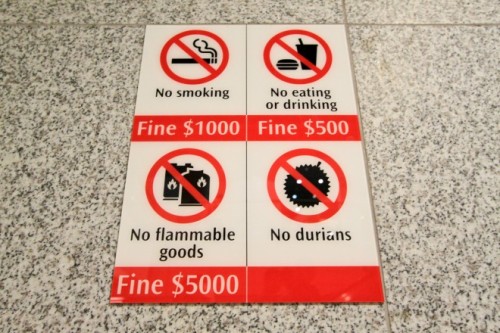 No smoking
Fine $1000
No eating
or drinking
Fine $500
No flammable
goods
Fine $5000
No durians